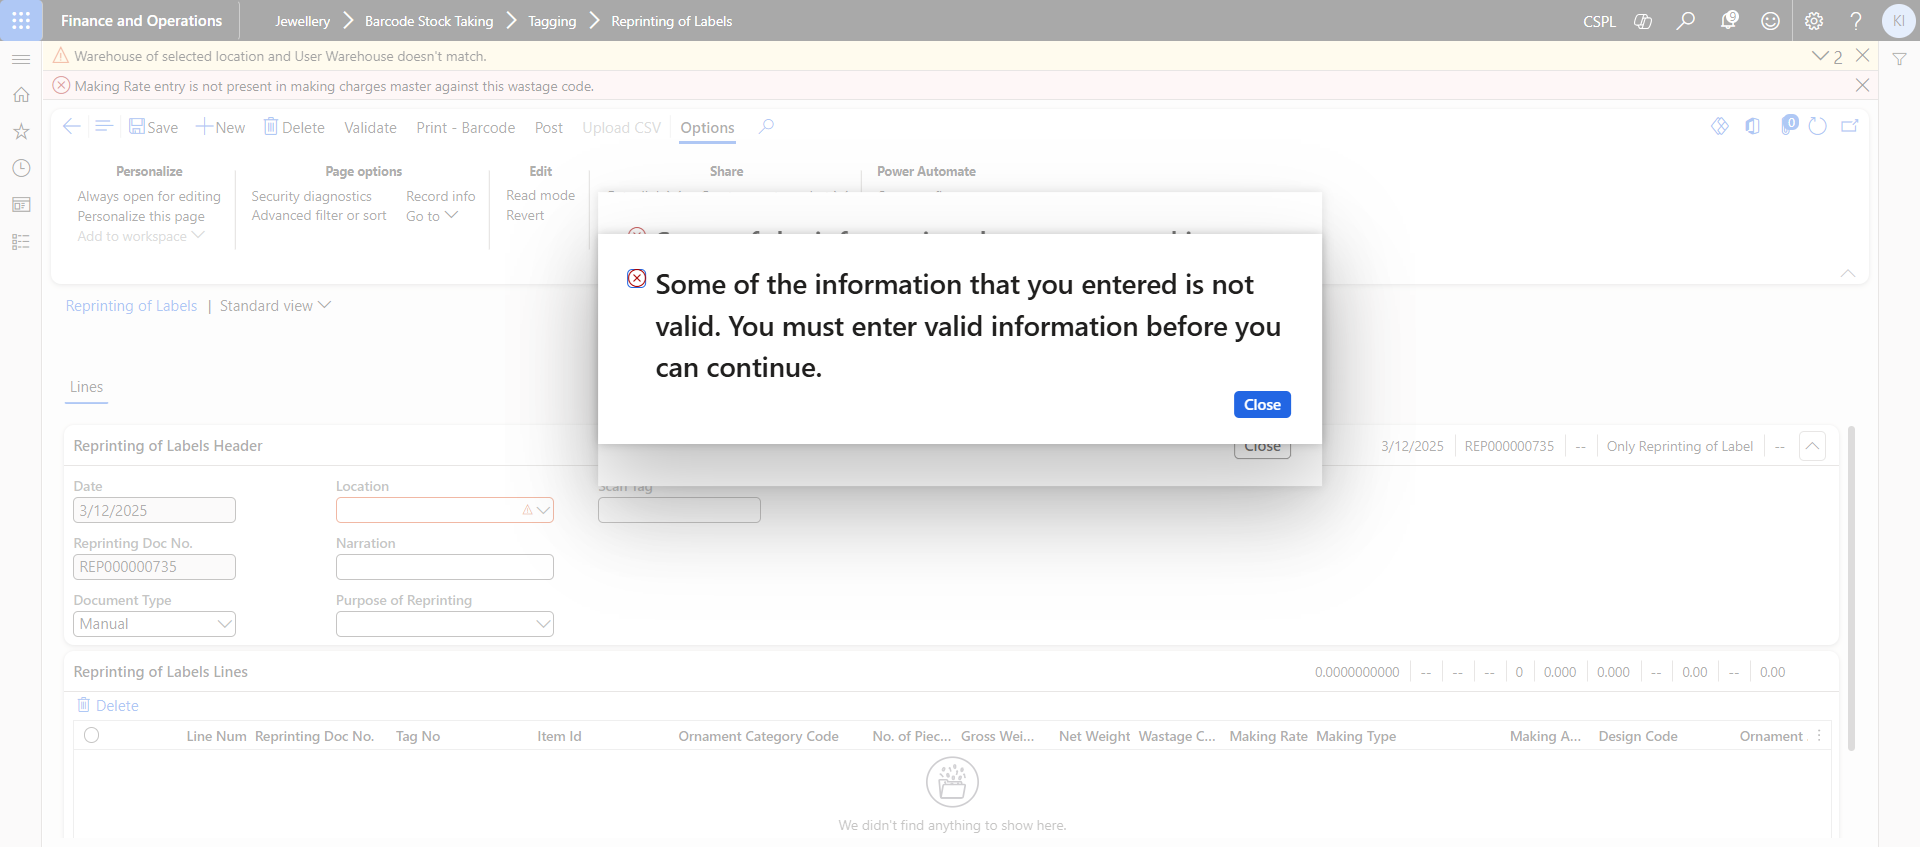 Finance and Operations
Jewellery
Barcode Stock Taking
Tagging
Reprinting of Labels
CSPL
9
KI
Warehouse of selected location and User Warehouse doesn't match.
2
Making Rate entry is not present in making charges master against this wastage code.
Save
New
Delete
Validate
Print - Barcode
Post
Upload CSV
Options
0
Personalize
Always open for editing
Personalize this page
Add to workspace
Page options
Security diagnostics
Advanced filter or sort
Record info
Go to
Edit
Read mode
Revert
Share
Power Automate
Some of the information that you entered is not
valid. You must enter valid information before you
can continue.
Close
Close
Reprinting of Labels | Standard view
Lines
Reprinting of Labels Header
3/12/2025
REP000000735
--
Only Reprinting of Label
--
Date
3/12/2025
Reprinting Doc No.
REP000000735
Document Type
Manual
Location
Narration
Purpose of Reprinting
Scan Tag
Reprinting of Labels Lines
0.0000000000 -- -- -- 0 0.000 0.000 -- 0.00 -- 0.00
Delete
Line Num Reprinting Doc No. Tag No Item Id Ornament Category Code No. of Piec... Gross Wei... Net Weight Wastage C... Making Rate Making Type Making A... Design Code Ornament
We didn't find anything to show here.